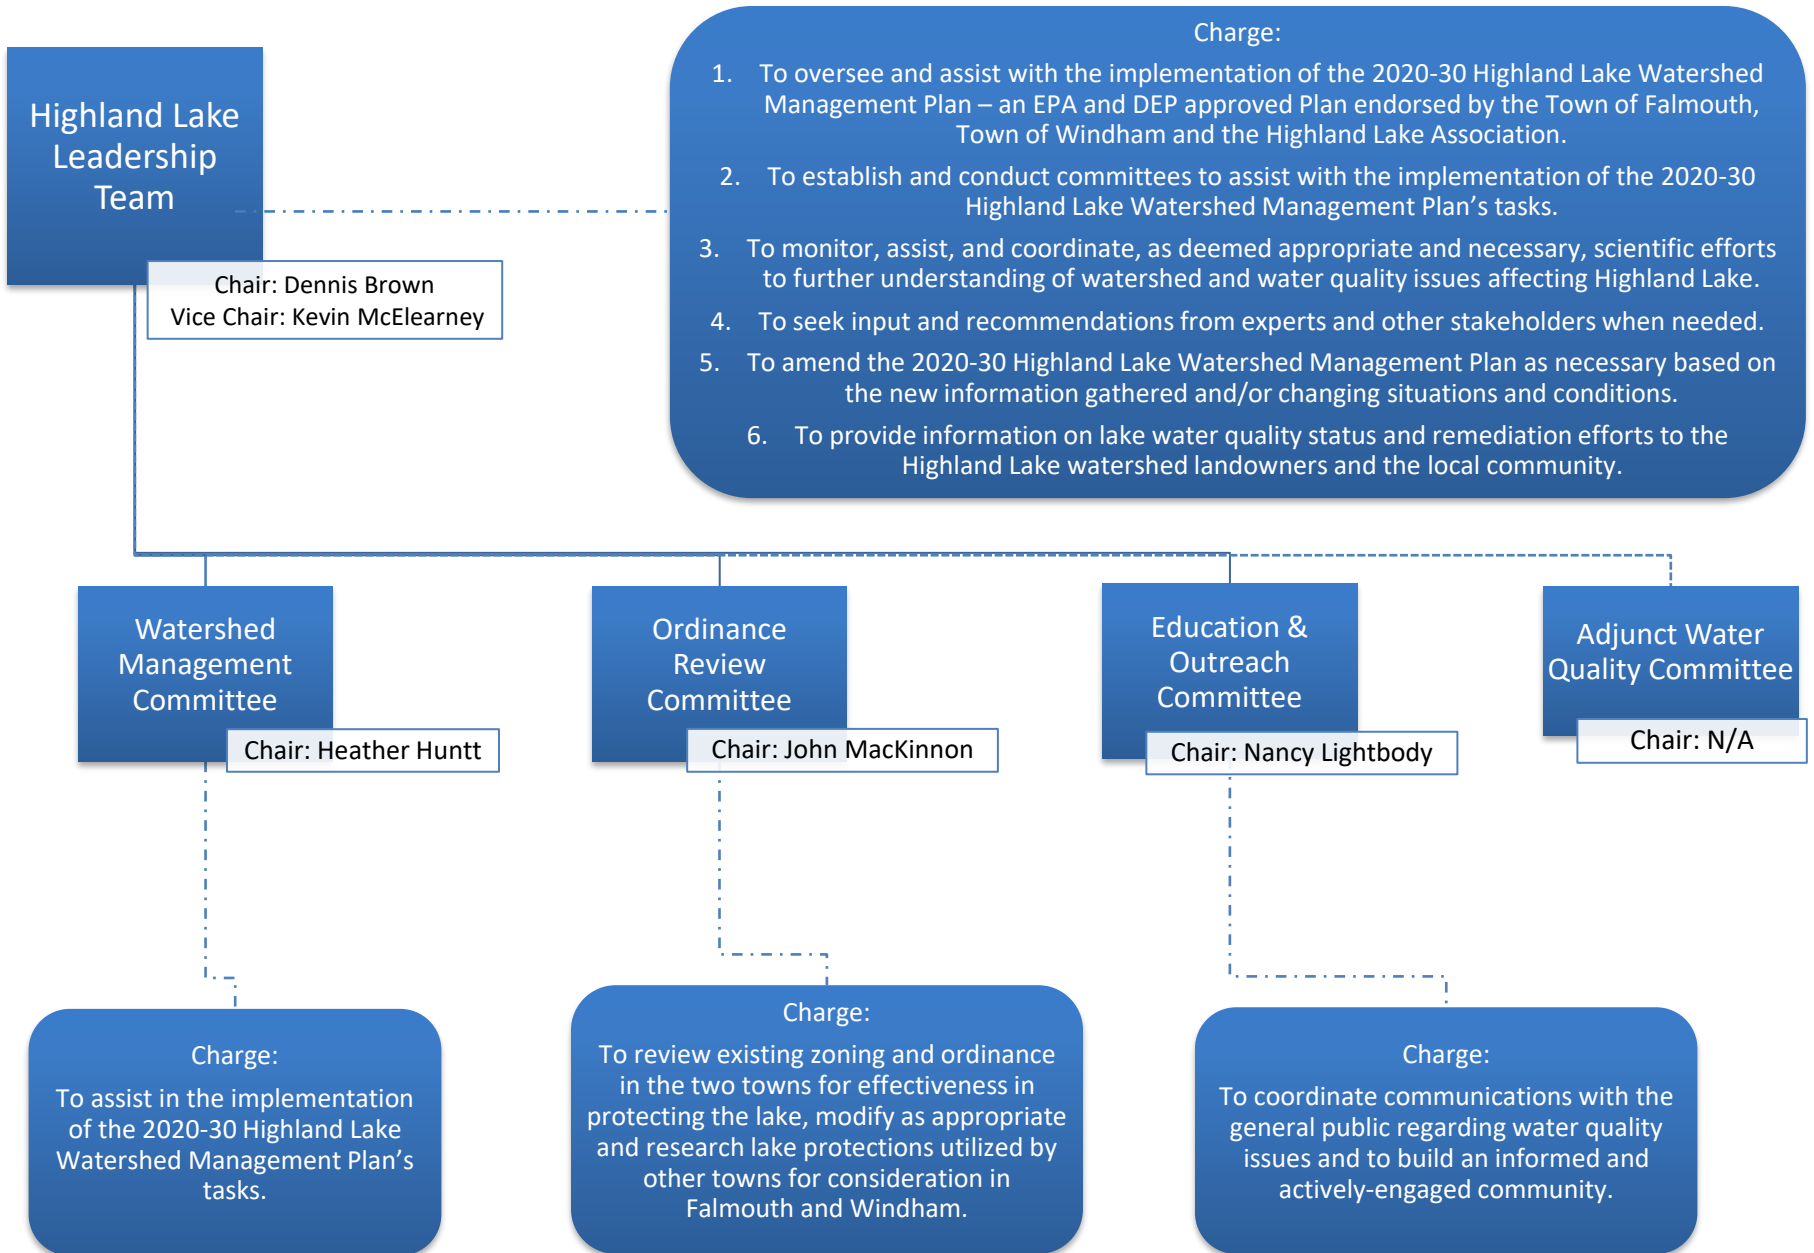 Highland Lake
Leadership
Team
Chair: Dennis Brown
Vice Chair: Kevin McElearney
Charge:
1. To oversee and assist with the implementation of the 2020-30 Highland Lake Watershed
Management Plan – an EPA and DEP approved Plan endorsed by the Town of Falmouth,
Town of Windham and the Highland Lake Association.
2. To establish and conduct committees to assist with the implementation of the 2020-30
Highland Lake Watershed Management Plan’s tasks.
3. To monitor, assist, and coordinate, as deemed appropriate and necessary, scientific efforts
to further understanding of watershed and water quality issues affecting Highland Lake.
4. To seek input and recommendations from experts and other stakeholders when needed.
5. To amend the 2020-30 Highland Lake Watershed Management Plan as necessary based on
the new information gathered and/or changing situations and conditions.
6. To provide information on lake water quality status and remediation efforts to the
Highland Lake watershed landowners and the local community.
Watershed
Management
Committee
Chair: Heather Huntt
Ordinance
Review
Committee
Chair: John MacKinnon
Education &
Outreach
Committee
Chair: Nancy Lightbody
Adjunct Water
Quality Committee
Chair: N/A
Charge:
To assist in the implementation
of the 2020-30 Highland Lake
Watershed Management Plan’s
tasks.
Charge:
To review existing zoning and ordinance
in the two towns for effectiveness in
protecting the lake, modify as appropriate
and research lake protections utilized by
other towns for consideration in
Falmouth and Windham.
Charge:
To coordinate communications with the
general public regarding water quality
issues and to build an informed and
actively-engaged community.